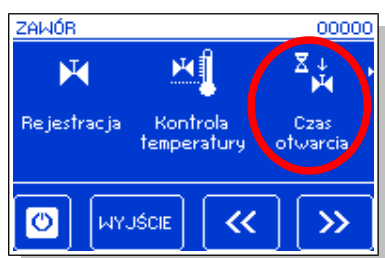 ZAWÓR 00000
Rejestracja Kontrola Czas
temperatury otwarcia
WYJŚCIE << >>